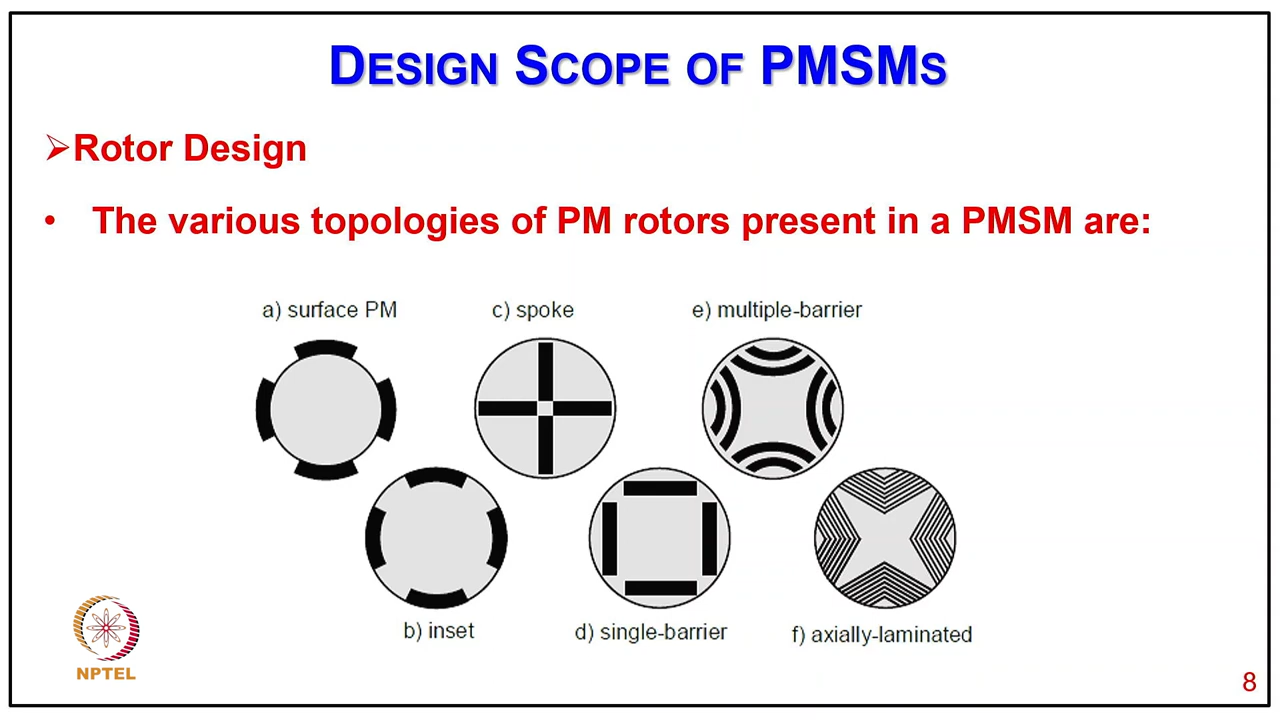 DESIGN SCOPE OF PMSMS
➢Rotor Design
• The various topologies of PM rotors present in a PMSM are:
a) surface PM
c) spoke
e) multiple-barrier
b) inset
d) single-barrier
f) axially-laminated
NPTEL
8